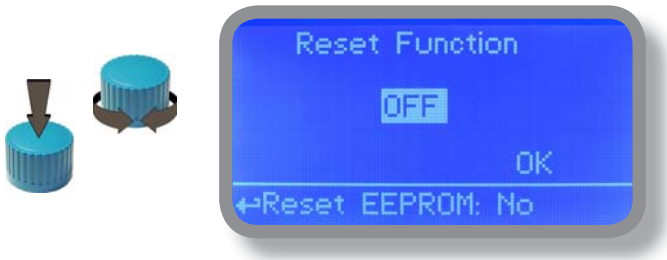 Reset Function
OFF
OK
↩Reset EEPROM: No